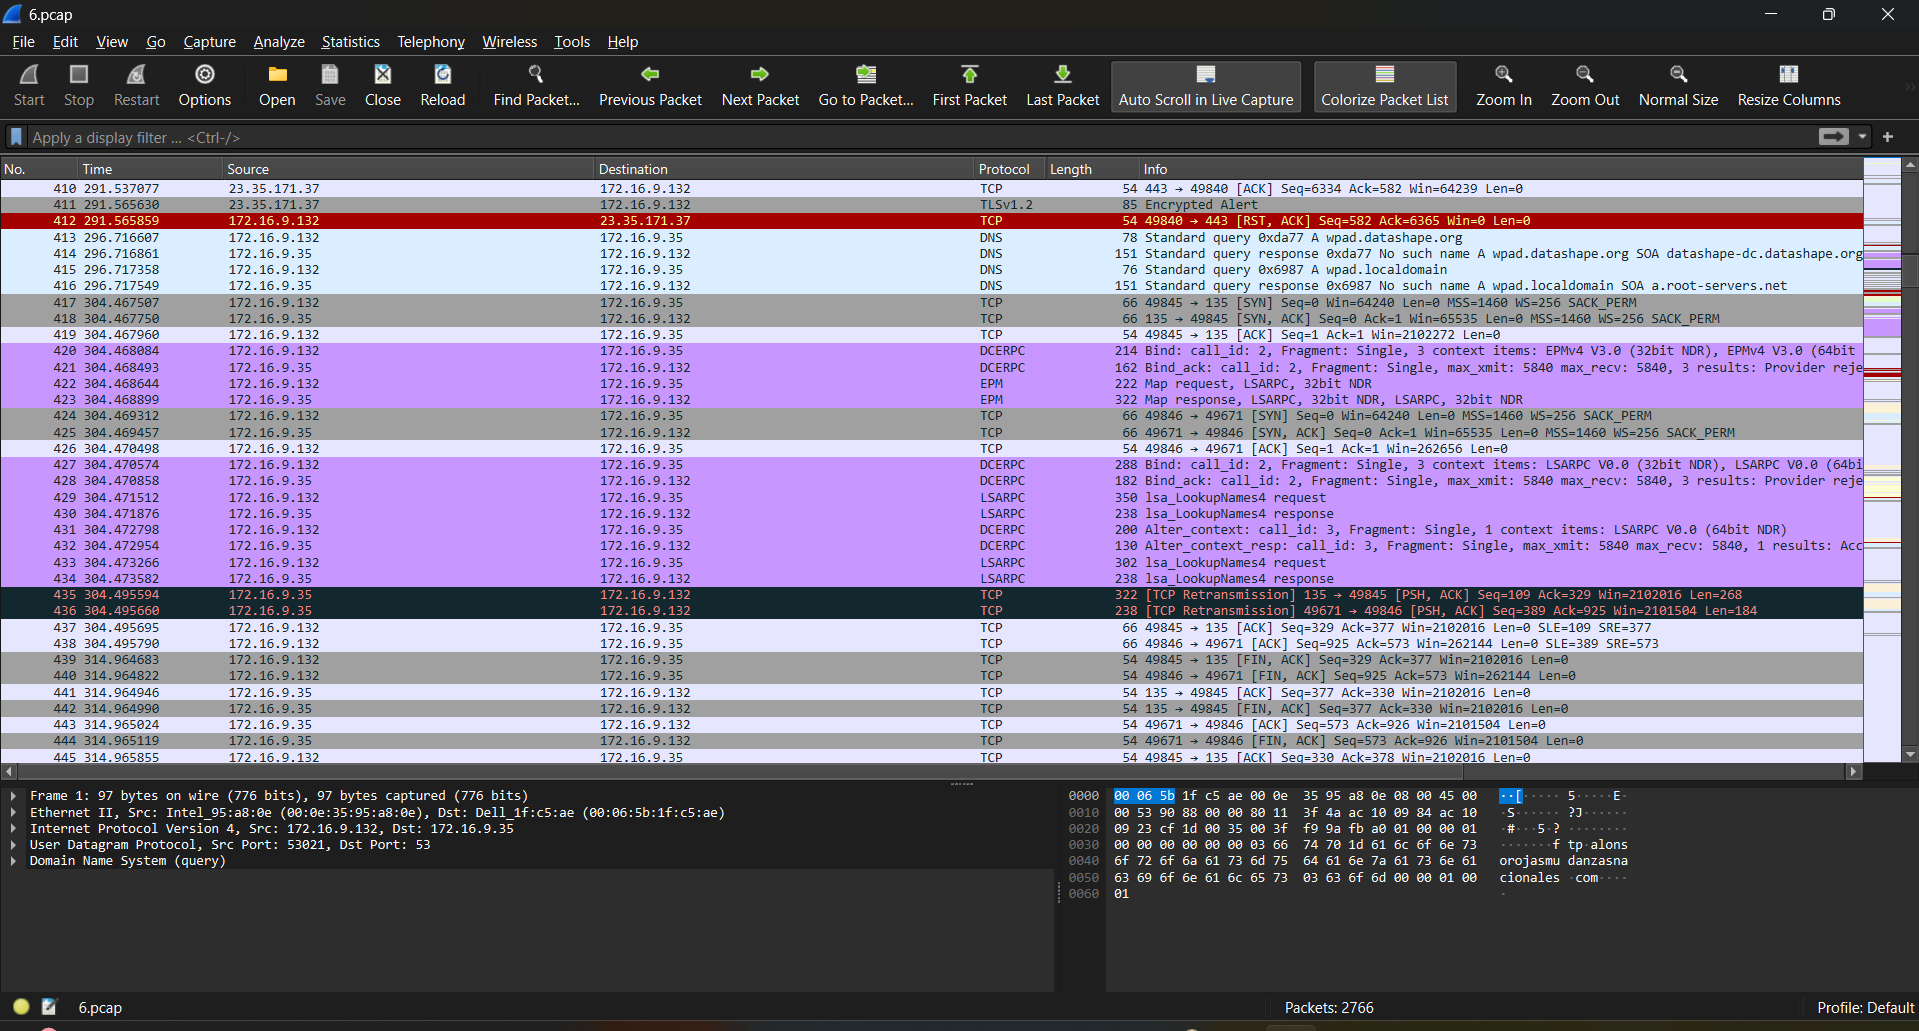 6.pcap
File Edit View Go Capture Analyze Statistics Telephony Wireless Tools Help
Start Stop Restart Options Open Save Close Reload Find Packet... Previous Packet Next Packet Go to Packet... First Packet Last Packet Auto Scroll in Live Capture Colorize Packet List Zoom In Zoom Out Normal Size Resize Columns
Apply a display filter ... <Ctrl-/>
No. Time Source Destination Protocol Length Info
410 291.537077 23.35.171.37 172.16.9.132 TCP 54 443 → 49840 [ACK] Seq=6334 Ack=582 Win=64239 Len=0
411 291.565630 23.35.171.37 172.16.9.132 TLSv1.2 85 Encrypted Alert
412 291.565859 172.16.9.132 23.35.171.37 TCP 54 49840 → 443 [RST, ACK] Seq=582 Ack=6365 Win=0 Len=0
413 296.716607 172.16.9.132 172.16.9.35 DNS 78 Standard query 0xda77 A wpad.datashape.org
414 296.716861 172.16.9.35 172.16.9.132 DNS 151 Standard query response 0xda77 No such name A wpad.datashape.org SOA datashape-dc.datashape.org
415 296.717358 172.16.9.132 172.16.9.35 DNS 76 Standard query 0x6987 A wpad.localdomain
416 296.717549 172.16.9.35 172.16.9.132 DNS 151 Standard query response 0x6987 No such name A wpad.localdomain SOA a.root-servers.net
417 304.467507 172.16.9.132 172.16.9.35 TCP 66 49845 → 135 [SYN] Seq=0 Win=64240 Len=0 MSS=1460 WS=256 SACK_PERM
418 304.467750 172.16.9.35 172.16.9.132 TCP 66 135 → 49845 [SYN, ACK] Seq=0 Ack=1 Win=65535 Len=0 MSS=1460 WS=256 SACK_PERM
419 304.467960 172.16.9.132 172.16.9.35 TCP 54 49845 → 135 [ACK] Seq=1 Ack=1 Win=2102272 Len=0
420 304.468084 172.16.9.132 172.16.9.35 DCERPC 214 Bind: call_id: 2, Fragment: Single, 3 context items: EPMv4 V3.0 (32bit NDR), EPMv4 V3.0 (64bit
421 304.468493 172.16.9.35 172.16.9.132 DCERPC 162 Bind_ack: call_id: 2, Fragment: Single, max_xmit: 5840 max_recv: 5840, 3 results: Provider reje
422 304.468644 172.16.9.132 172.16.9.35 EPM 222 Map request, LSARPC, 32bit NDR
423 304.468899 172.16.9.35 172.16.9.132 EPM 322 Map response, LSARPC, 32bit NDR, LSARPC, 32bit NDR
424 304.469312 172.16.9.132 172.16.9.35 TCP 66 49846 → 49671 [SYN] Seq=0 Win=64240 Len=0 MSS=1460 WS=256 SACK_PERM
425 304.469457 172.16.9.35 172.16.9.132 TCP 66 49671 → 49846 [SYN, ACK] Seq=0 Ack=1 Win=65535 Len=0 MSS=1460 WS=256 SACK_PERM
426 304.470498 172.16.9.132 172.16.9.35 TCP 54 49846 → 49671 [ACK] Seq=1 Ack=1 Win=262656 Len=0
427 304.470574 172.16.9.132 172.16.9.35 DCERPC 288 Bind: call_id: 2, Fragment: Single, 3 context items: LSARPC V0.0 (32bit NDR), LSARPC V0.0 (64bi
428 304.470858 172.16.9.35 172.16.9.132 DCERPC 182 Bind_ack: call_id: 2, Fragment: Single, max_xmit: 5840 max_recv: 5840, 3 results: Provider reje
429 304.471512 172.16.9.132 172.16.9.35 LSARPC 350 lsa_LookupNames4 request
430 304.471876 172.16.9.35 172.16.9.132 LSARPC 238 lsa_LookupNames4 response
431 304.472798 172.16.9.132 172.16.9.35 DCERPC 200 Alter_context: call_id: 3, Fragment: Single, 1 context items: LSARPC V0.0 (64bit NDR)
432 304.472954 172.16.9.35 172.16.9.132 DCERPC 130 Alter_context_resp: call_id: 3, Fragment: Single, max_xmit: 5840 max_recv: 5840, 1 results: Acc
433 304.473266 172.16.9.132 172.16.9.35 LSARPC 302 lsa_LookupNames4 request
434 304.473582 172.16.9.35 172.16.9.132 LSARPC 238 lsa_LookupNames4 response
435 304.495594 172.16.9.35 172.16.9.132 TCP 322 [TCP Retransmission] 135 → 49845 [PSH, ACK] Seq=109 Ack=329 Win=2102016 Len=268
436 304.495660 172.16.9.35 172.16.9.132 TCP 238 [TCP Retransmission] 49671 → 49846 [PSH, ACK] Seq=389 Ack=925 Win=2101504 Len=184
437 304.495695 172.16.9.132 172.16.9.35 TCP 66 49845 → 135 [ACK] Seq=329 Ack=377 Win=2102016 Len=0 SLE=109 SRE=377
438 304.495790 172.16.9.132 172.16.9.35 TCP 66 49846 → 49671 [ACK] Seq=925 Ack=573 Win=262144 Len=0 SLE=389 SRE=573
439 314.964683 172.16.9.132 172.16.9.35 TCP 54 49845 → 135 [FIN, ACK] Seq=329 Ack=377 Win=2102016 Len=0
440 314.964822 172.16.9.132 172.16.9.35 TCP 54 49846 → 49671 [FIN, ACK] Seq=925 Ack=573 Win=262144 Len=0
441 314.964946 172.16.9.35 172.16.9.132 TCP 54 135 → 49845 [ACK] Seq=377 Ack=330 Win=2102016 Len=0
442 314.964990 172.16.9.35 172.16.9.132 TCP 54 135 → 49845 [FIN, ACK] Seq=377 Ack=330 Win=2102016 Len=0
443 314.965024 172.16.9.35 172.16.9.132 TCP 54 49671 → 49846 [ACK] Seq=573 Ack=926 Win=2101504 Len=0
444 314.965119 172.16.9.35 172.16.9.132 TCP 54 49671 → 49846 [FIN, ACK] Seq=573 Ack=926 Win=2101504 Len=0
445 314.965855 172.16.9.132 172.16.9.35 TCP 54 49845 → 135 [ACK] Seq=330 Ack=378 Win=2102016 Len=0
Frame 1: 97 bytes on wire (776 bits), 97 bytes captured (776 bits)
Ethernet II, Src: Intel_95:a8:0e (00:0e:35:95:a8:0e), Dst: Dell_1f:c5:ae (00:06:5b:1f:c5:ae)
Internet Protocol Version 4, Src: 172.16.9.132, Dst: 172.16.9.35
User Datagram Protocol, Src Port: 53021, Dst Port: 53
Domain Name System (query)
0000 00 06 5b 1f c5 ae 00 0e 35 95 a8 0e 08 00 45 00 ··[····· 5·····E·
0010 00 53 90 88 00 00 80 11 3f 4a ac 10 09 84 ac 10 ·S······ ?J······
0020 09 23 cf 1d 00 35 00 3f f9 9a fb a0 01 00 00 01 ·#···5·? ········
0030 00 00 00 00 00 00 03 66 74 70 1d 61 6c 6f 6e 73 ·······f tp·alons
0040 6f 72 6f 6a 61 73 6d 75 64 61 6e 7a 61 73 6e 61 orojasmu danzasna
0050 63 69 6f 6e 61 6c 65 73 03 63 6f 6d 00 00 01 00 cionales ·com····
0060 01 ·
6.pcap Packets: 2766 Profile: Default